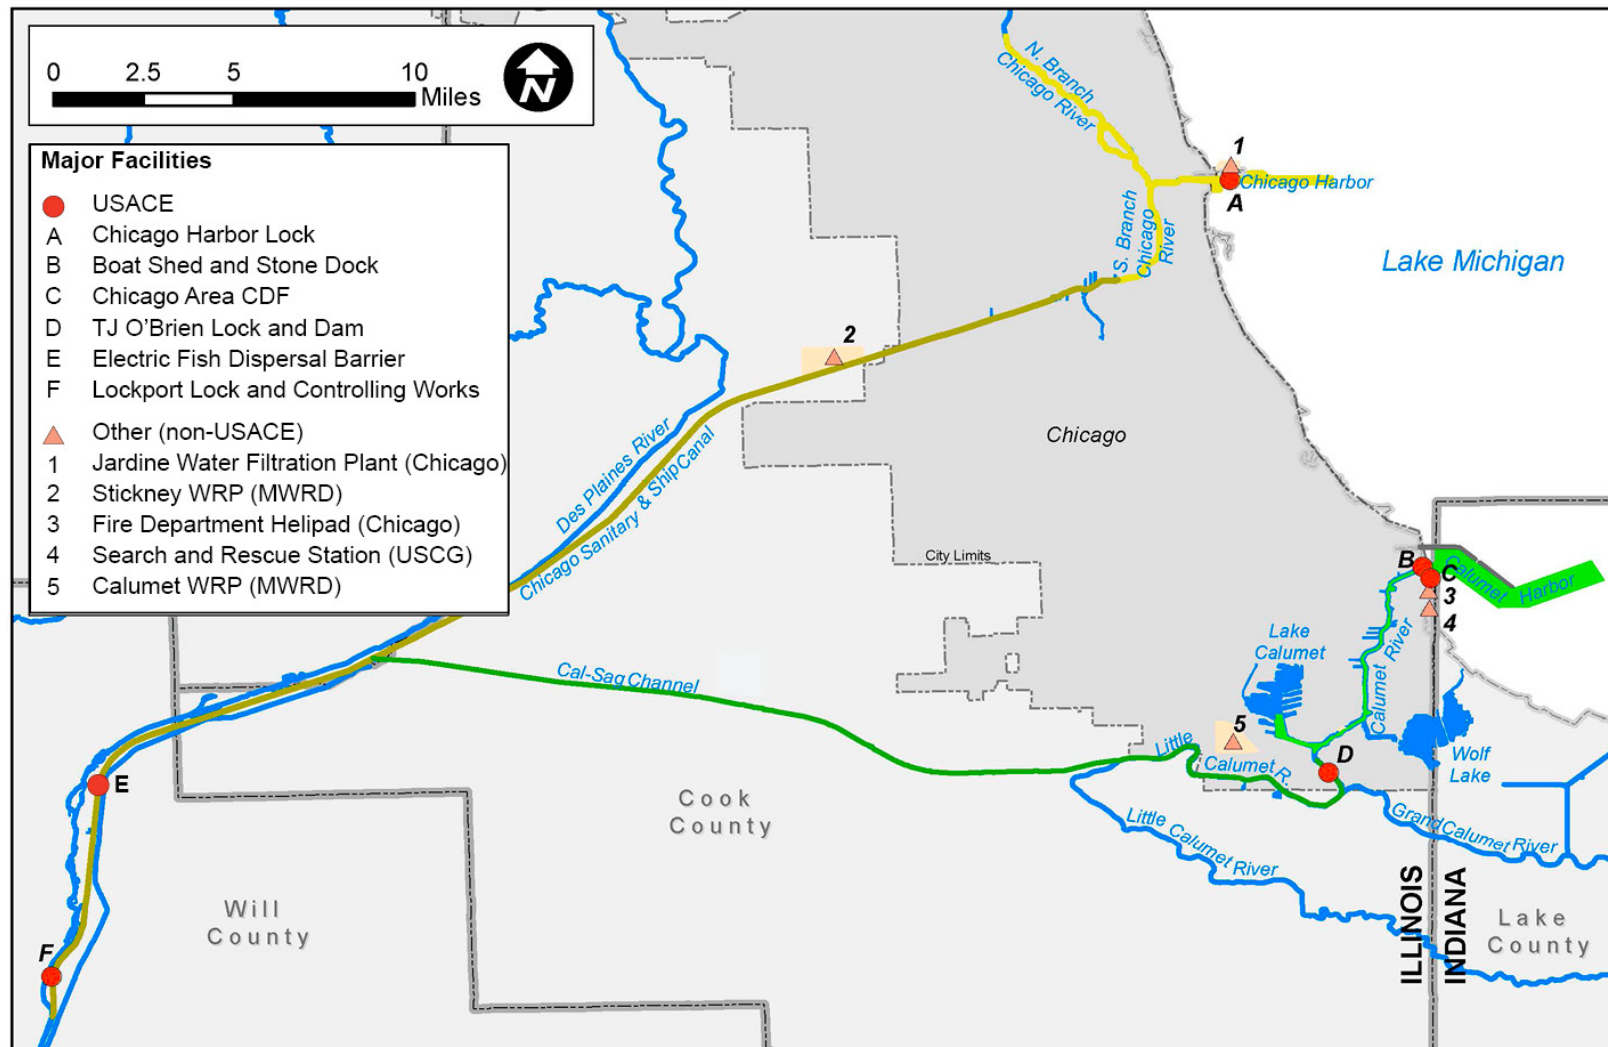 0 2.5 5 10
Miles
N
Major Facilities
USACE
A Chicago Harbor Lock
B Boat Shed and Stone Dock
C Chicago Area CDF
D TJ O'Brien Lock and Dam
E Electric Fish Dispersal Barrier
F Lockport Lock and Controlling Works
Other (non-USACE)
1 Jardine Water Filtration Plant (Chicago)
2 Stickney WRP (MWRD)
3 Fire Department Helipad (Chicago)
4 Search and Rescue Station (USCG)
5 Calumet WRP (MWRD)
N. Branch
Chicago River
1
Chicago Harbor
A
S. Branch
Chicago
River
Lake Michigan
2
Des Plaines River
Chicago Sanitary & Ship Canal
Chicago
City Limits
B
C
3
4
Calumet Harbor
Lake
Calumet
Calumet River
Cal-Sag Channel
5
Little
Calumet R.
D
Wolf
Lake
E
Cook
County
Little Calumet River
Grand Calumet River
Will
County
F
ILLINOIS
INDIANA
Lake
County